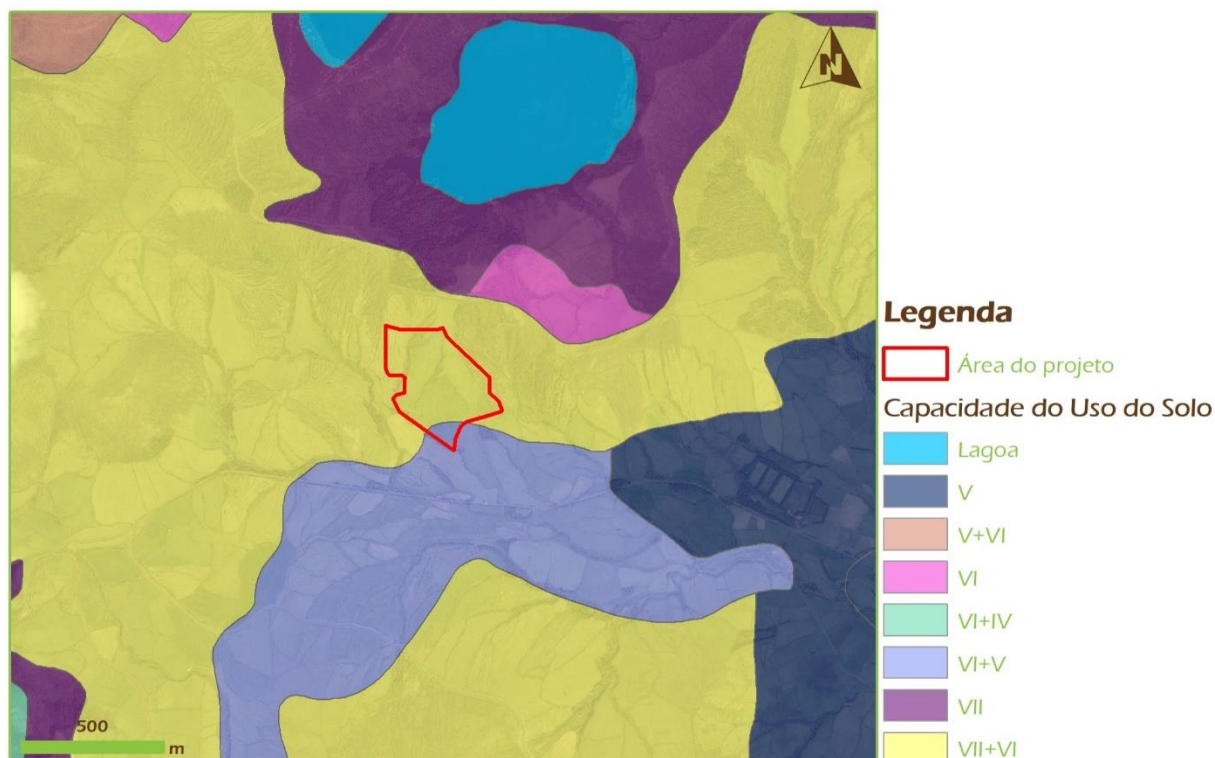 N
Legenda
Área do projeto
Capacidade do Uso do Solo
Lagoa
V
V+VI
VI
VI+IV
VI+V
VII
VII+VI
500
m